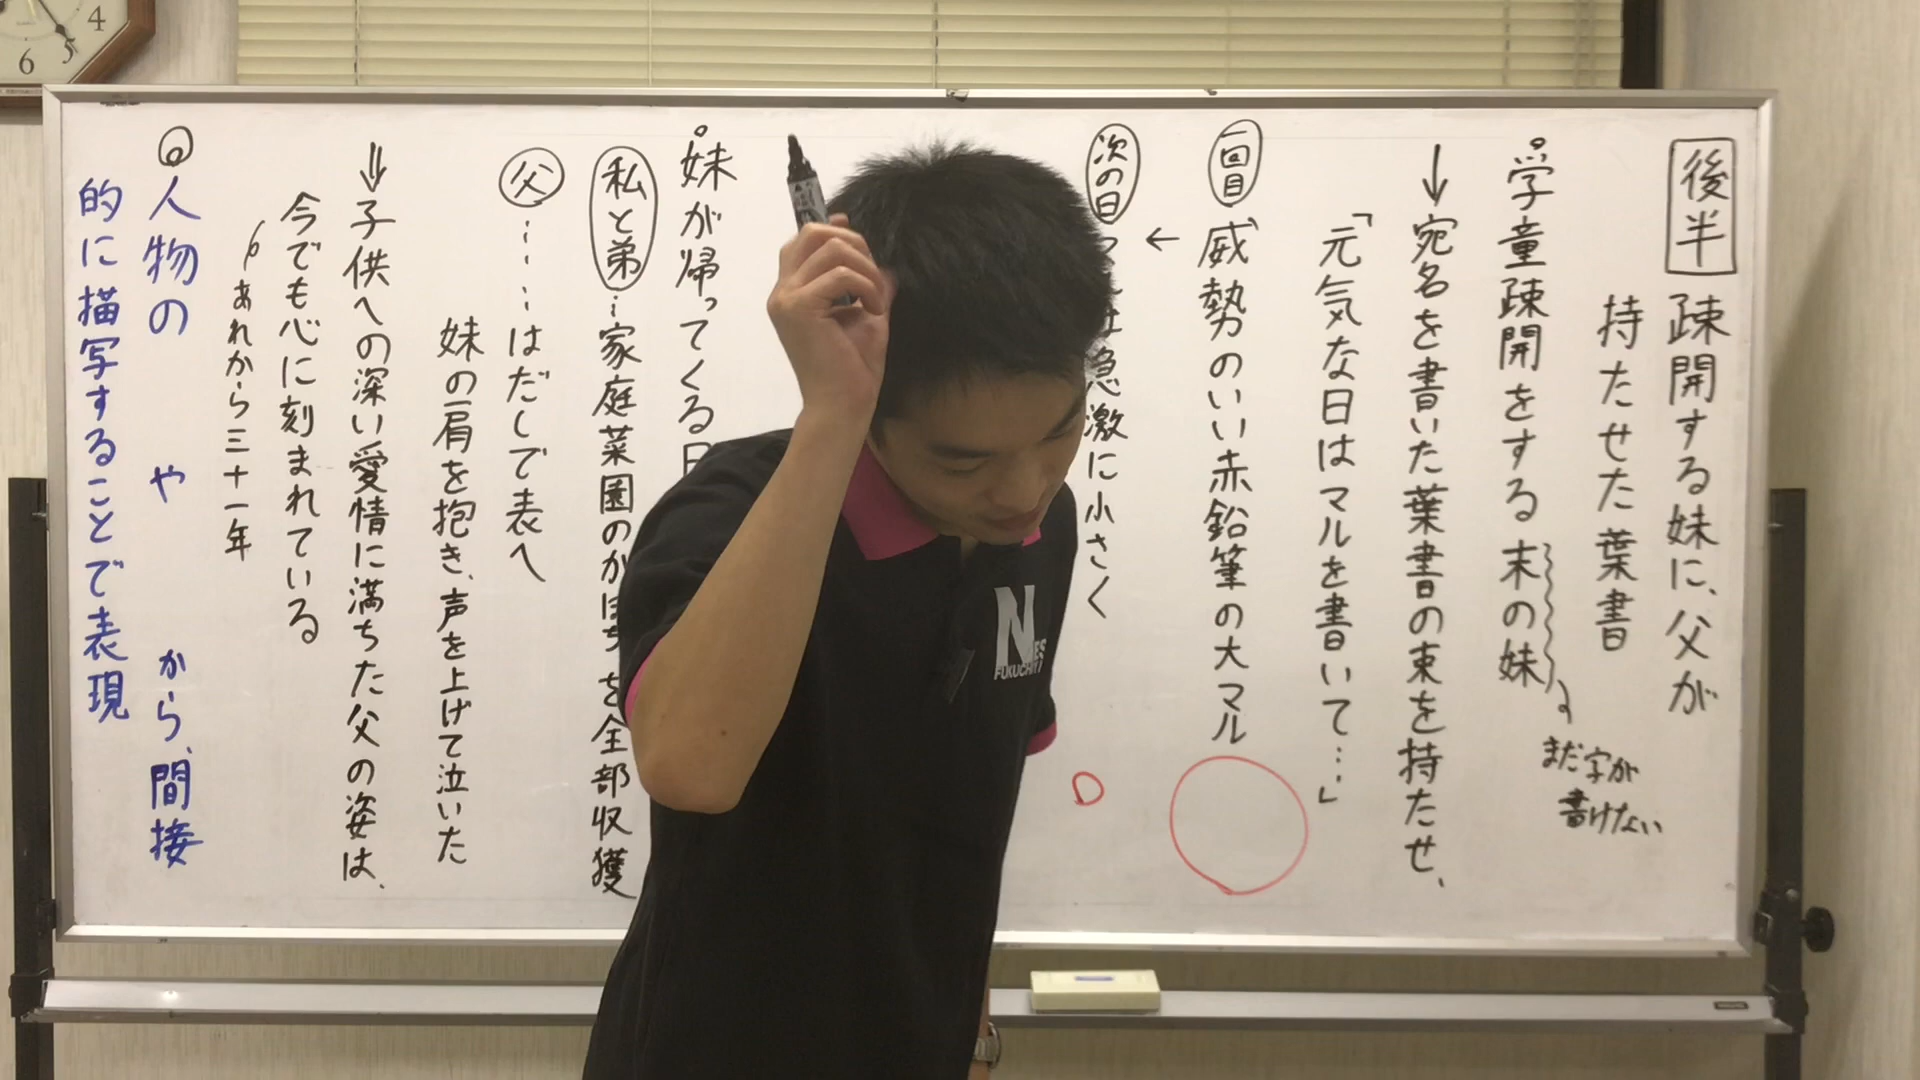 後半
疎開する妹に、父が
持たせた葉書
学童疎開をする末の妹
まだ字が
書けない
↓宛名を書いた葉書の束を持たせ、
「元気な日はマルを書いて…」
一回目
威勢のいい赤鉛筆の大マル
←
次の日
急激に小さく
妹が帰ってくる日
私と弟…家庭菜園のかぼちゃを全部収獲
父……はだしで表へ
妹の肩を抱き、声を上げて泣いた
⇓子供への深い愛情に満ちた父の姿は、
今でも心に刻まれている
あれから三十一年
◎人物の や から、間接
的に描写することで表現
N
4
5
6